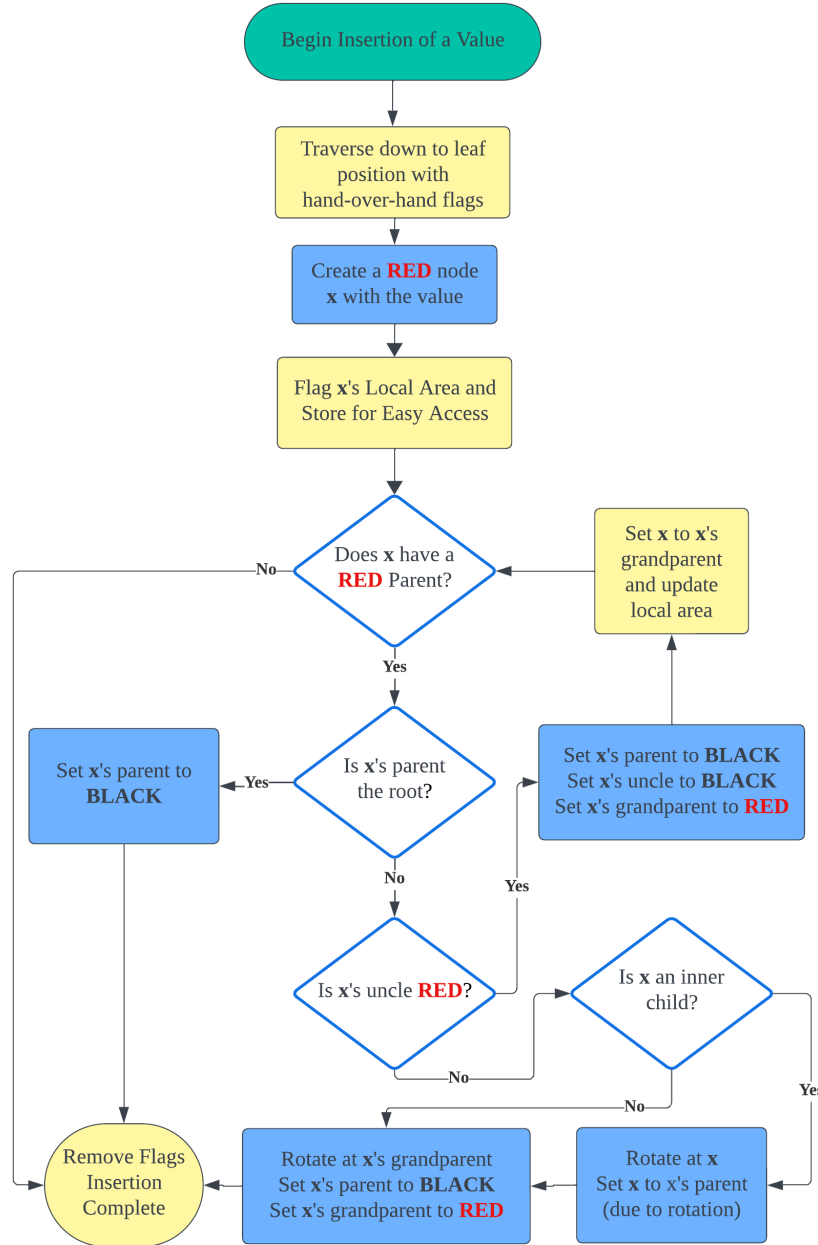 Begin Insertion of a Value
Traverse down to leaf
position with
hand-over-hand flags
Create a RED node
x with the value
Flag x's Local Area and
Store for Easy Access
Does x have a
RED Parent?
No
Set x to x's
grandparent
and update
local area
Yes
Is x's parent
the root?
Yes
Set x's parent to
BLACK
Set x's parent to BLACK
Set x's uncle to BLACK
Set x's grandparent to RED
No
Yes
Is x's uncle RED?
Is x an inner
child?
No
Yes
No
Remove Flags
Insertion
Complete
Rotate at x's grandparent
Set x's parent to BLACK
Set x's grandparent to RED
Rotate at x
Set x to x's parent
(due to rotation)